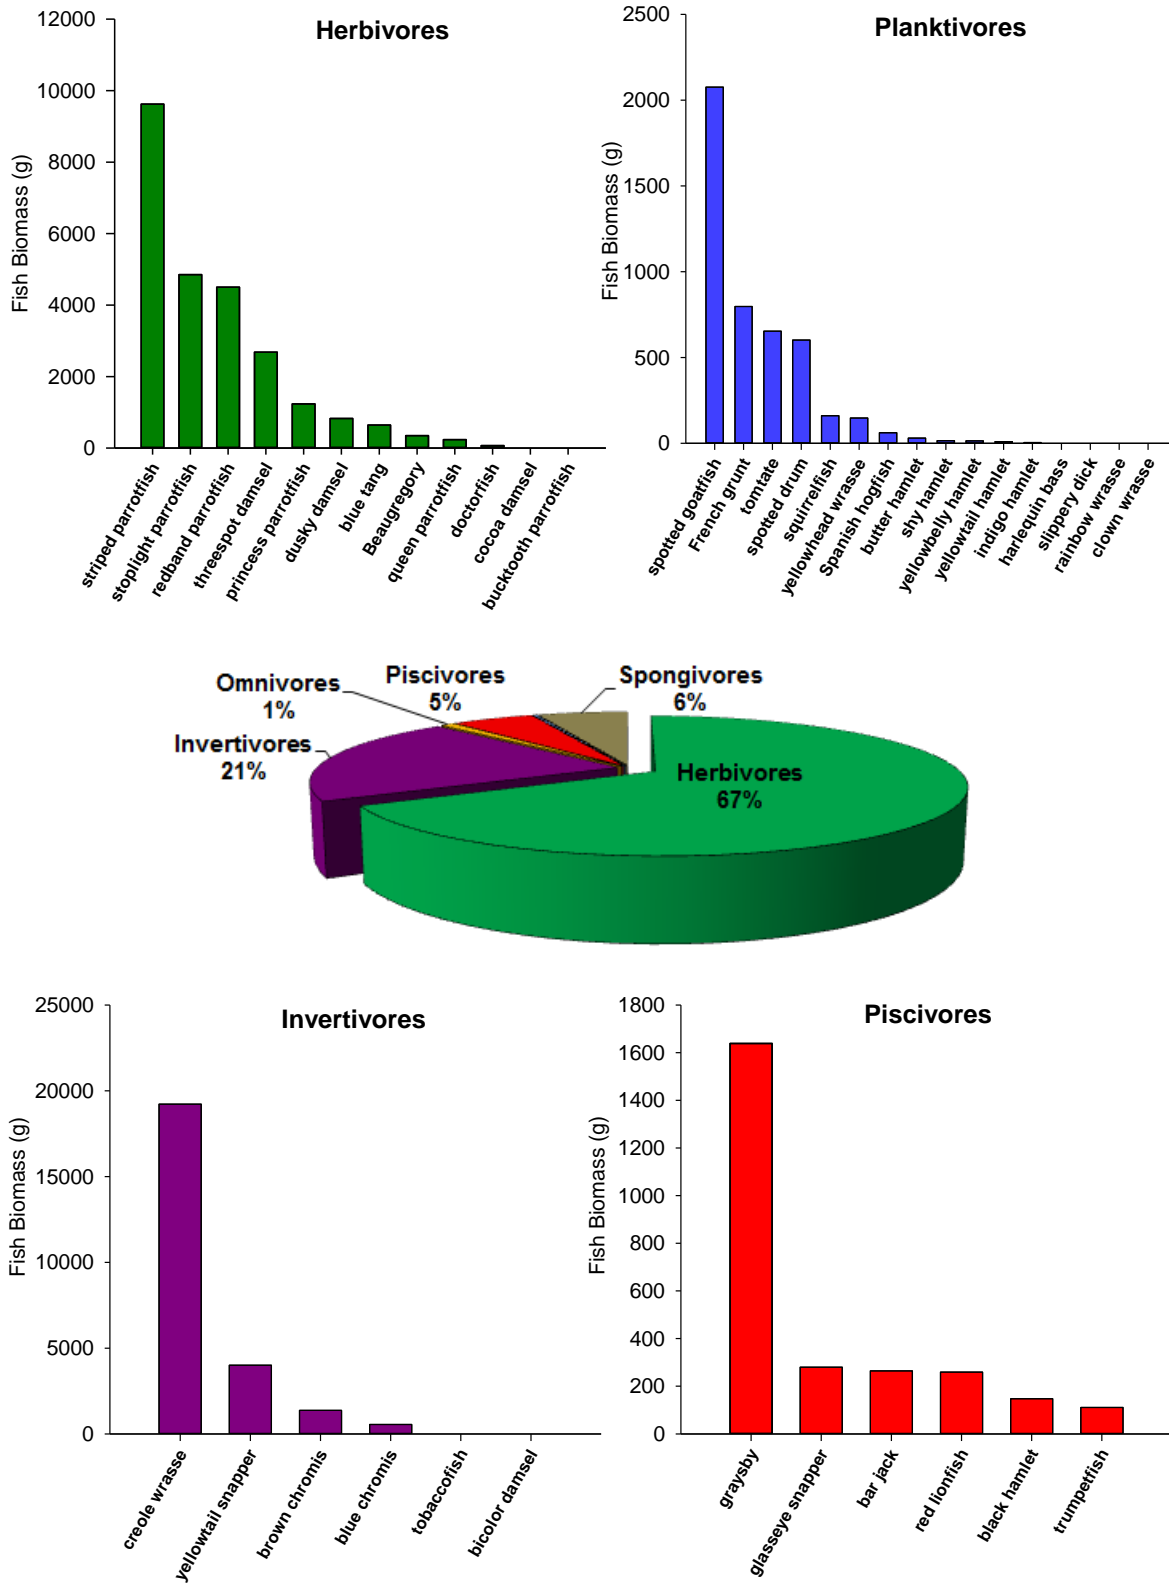 Herbivores
Fish Biomass (g)
12000
10000
8000
6000
4000
2000
0
striped parrotfish
stoplight parrotfish
redband parrotfish
threespot damsel
princess parrotfish
dusky damsel
blue tang
Beaugregory
queen parrotfish
doctorfish
cocoa damsel
bucktooth parrotfish
Planktivores
Fish Biomass (g)
2500
2000
1500
1000
500
0
spotted goatfish
French grunt
tomtate
spotted drum
squirrelfish
yellowhead wrasse
Spanish hogfish
butter hamlet
shy hamlet
yellowbelly hamlet
yellowtail hamlet
indigo hamlet
harlequin bass
slippery dick
rainbow wrasse
clown wrasse
Omnivores
1%
Piscivores
5%
Spongivores
6%
Invertivores
21%
Herbivores
67%
Invertivores
Fish Biomass (g)
25000
20000
15000
10000
5000
0
creole wrasse
yellowtail snapper
brown chromis
blue chromis
tobaccofish
bicolor damsel
Piscivores
Fish Biomass (g)
1800
1600
1400
1200
1000
800
600
400
200
0
graysby
glasseye snapper
bar jack
red lionfish
black hamlet
trumpetfish